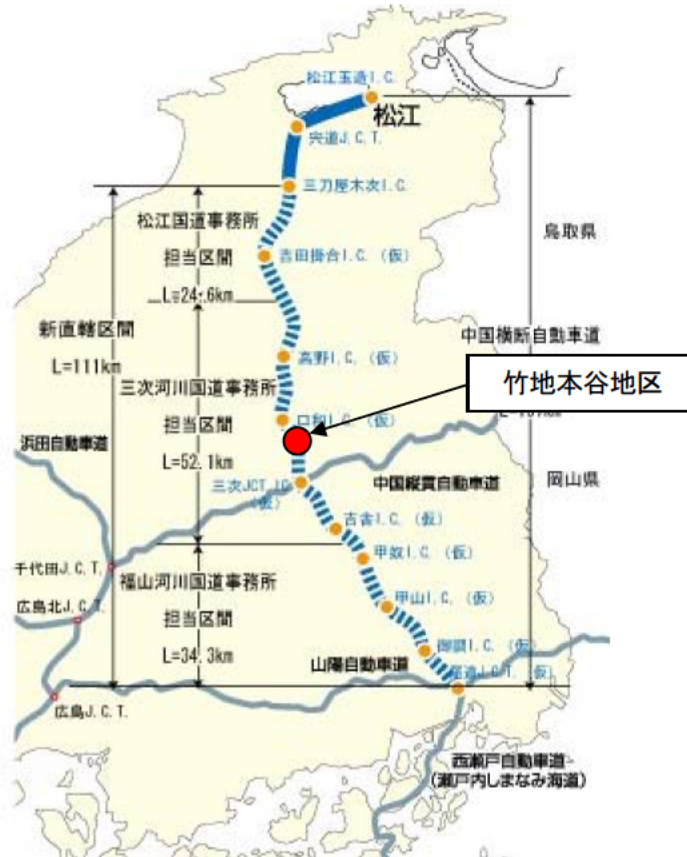 松江玉造I.C.
松江
宍道J.C.T.
三刀屋木次I.C.
松江国道事務所
担当区間
L=24.6km
鳥取県
吉田掛合I.C.(仮)
新直轄区間
L=111km
中国横断自動車道
高野I.C.(仮)
三次河川国道事務所
担当区間
L=52.1km
竹地本谷地区
口和I.C.(仮)
浜田自動車道
三次JCT.IC
(仮)
中国縦貫自動車道
岡山県
吉舎I.C.(仮)
甲奴I.C.(仮)
千代田J.C.T.
福山河川国道事務所
担当区間
L=34.3km
広島北J.C.T.
甲山I.C.(仮)
御調I.C.(仮)
山陽自動車道
尾道J.C.T.(仮)
広島J.C.T.
西瀬戸自動車道
(瀬戸内しまなみ海道)